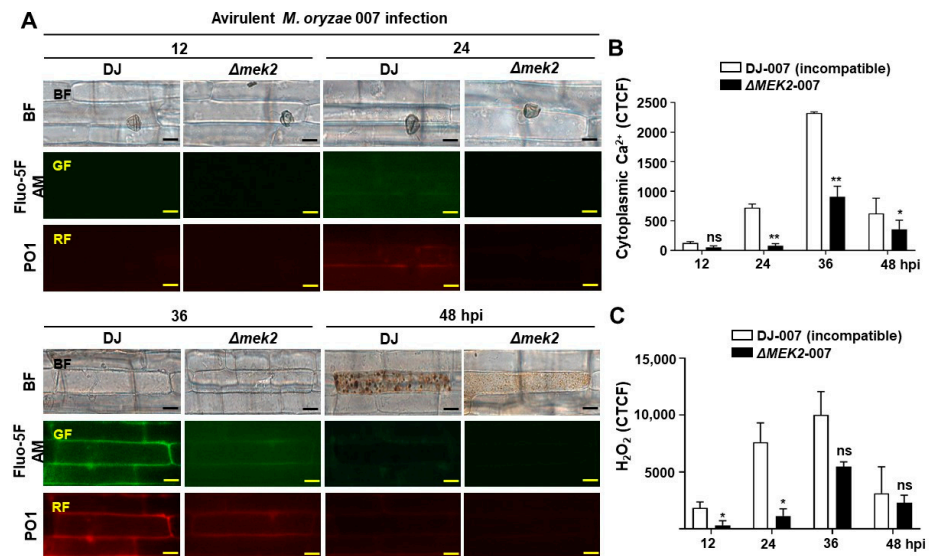 A
Avirulent M. oryzae 007 infection
12 24
DJ Δmek2 DJ Δmek2
BF
BF
Fluo-5F AM
GF
PO1
RF
36 48 hpi
DJ Δmek2 DJ Δmek2
BF
BF
Fluo-5F AM
GF
PO1
RF
B
DJ-007 (incompatible)
ΔMEK2-007
Cytoplasmic Ca²⁺ (CTCF)
2500
2000
1500
1000
500
0
ns
**
**
*
12 24 36 48 hpi
C
DJ-007 (incompatible)
ΔMEK2-007
H₂O₂ (CTCF)
15,000
10,000
5000
*
*
ns
ns
12 24 36 48 hpi